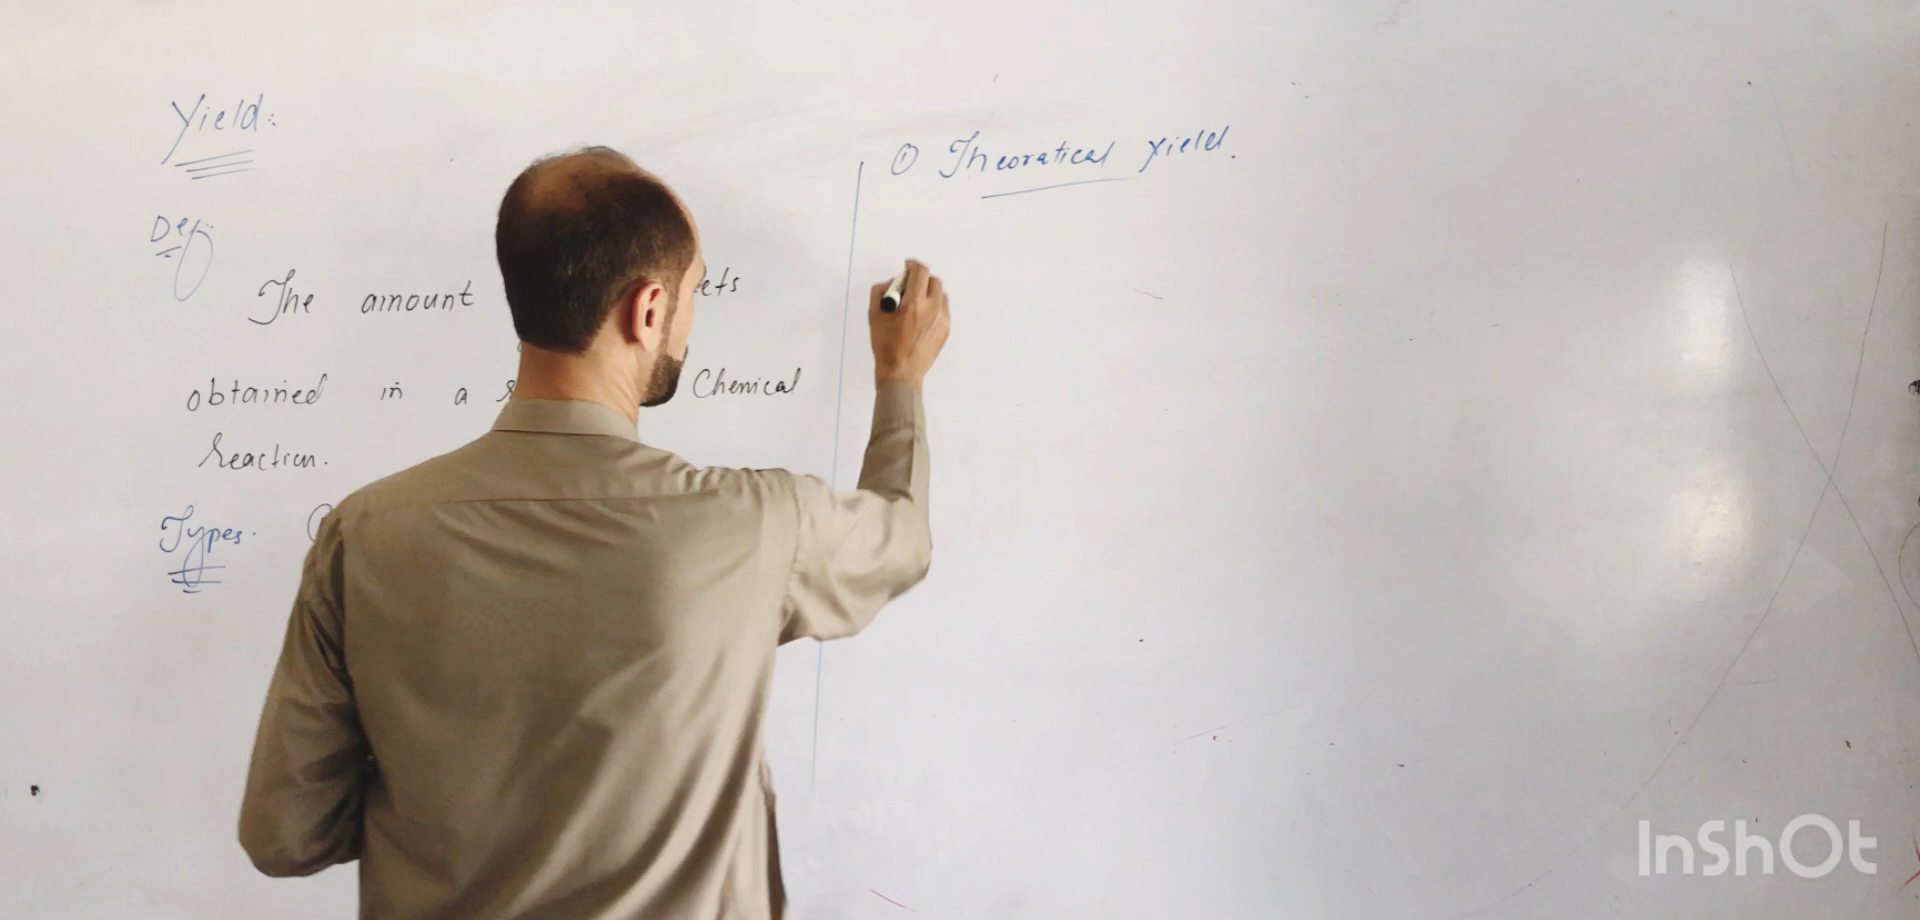 Yield:
Def:
The amount ets
obtained in a Chemical
reaction.
Types.
① Theoratical yield.
InShOt